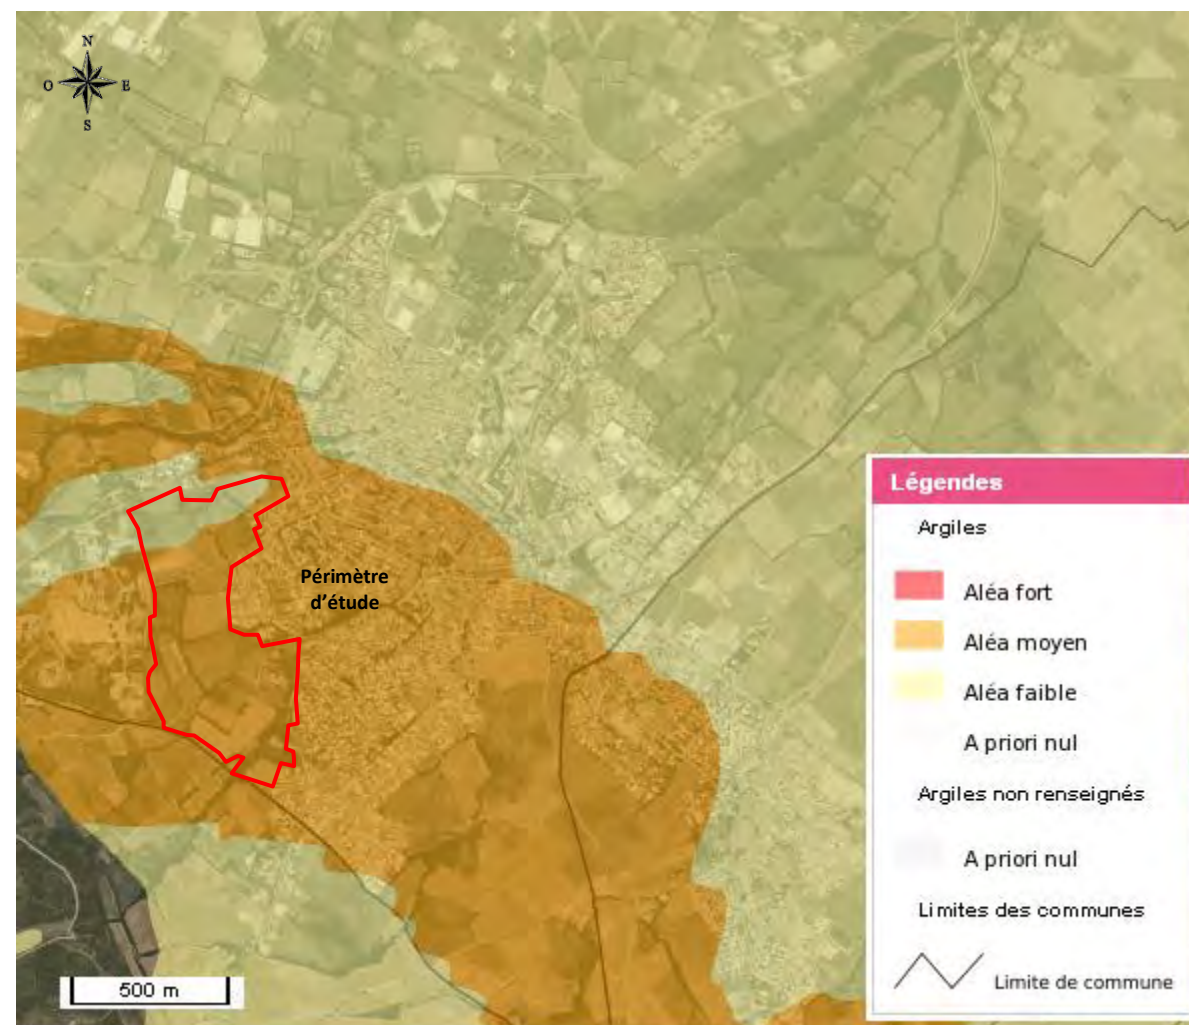 N
O E
S
Périmètre
d'étude
Légendes
Argiles
Aléa fort
Aléa moyen
Aléa faible
A priori nul
Argiles non renseignés
A priori nul
Limites des communes
Limite de commune
500 m